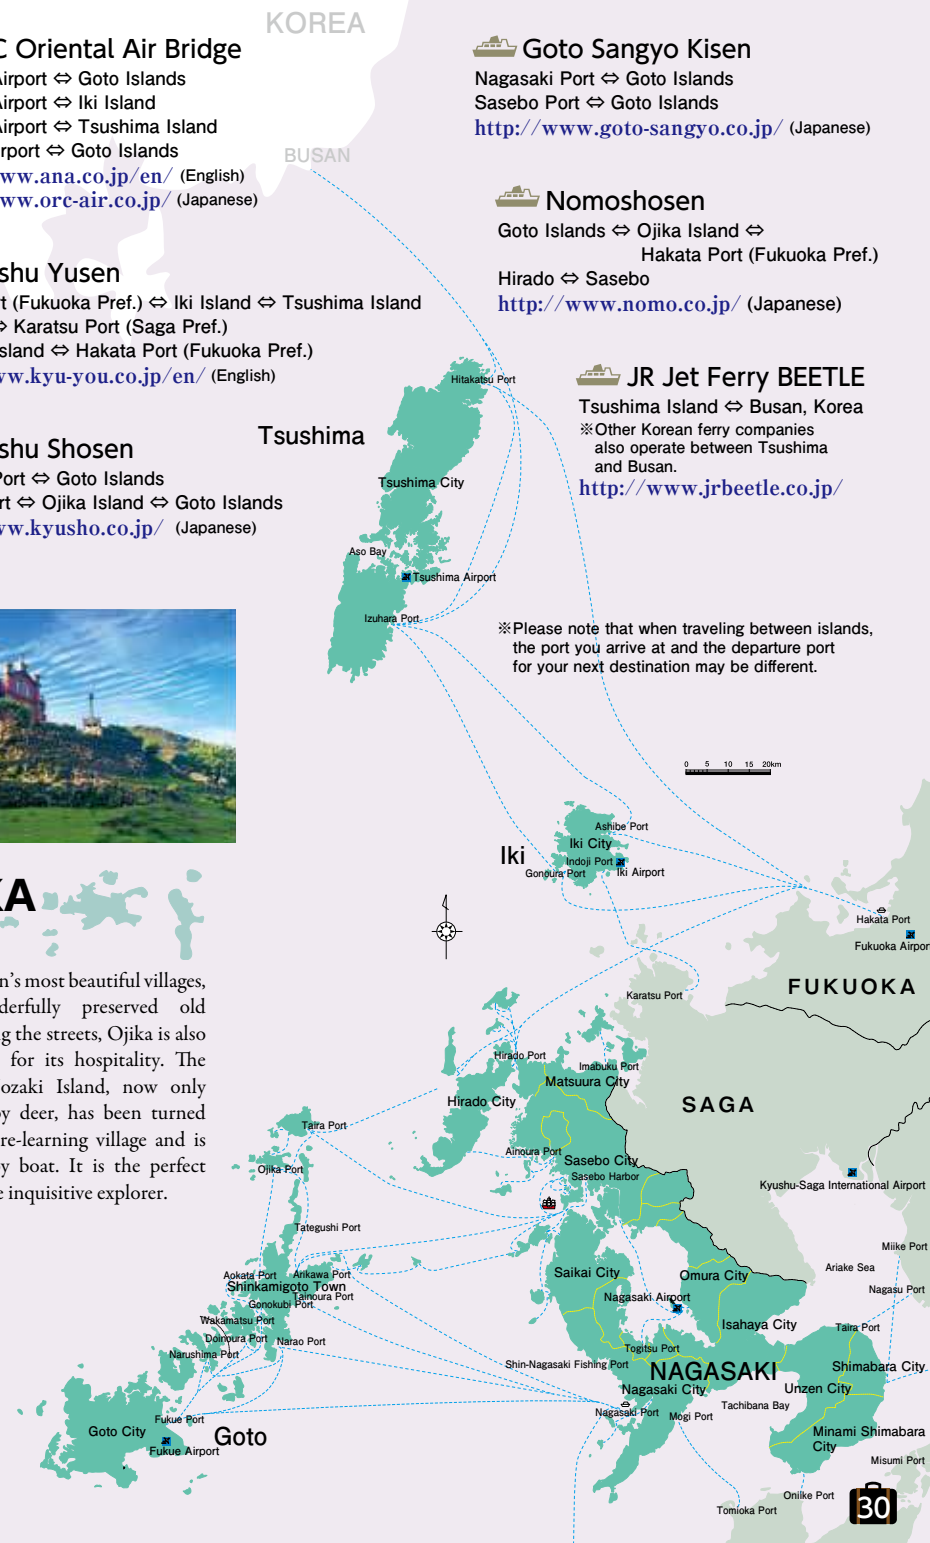 KOREA
BUSAN
C Oriental Air Bridge
Airport ⇔ Goto Islands
Airport ⇔ Iki Island
Airport ⇔ Tsushima Island
rport ⇔ Goto Islands
ww.ana.co.jp/en/ (English)
ww.orc-air.co.jp/ (Japanese)
shu Yusen
t (Fukuoka Pref.) ⇔ Iki Island ⇔ Tsushima Island
⇔ Karatsu Port (Saga Pref.)
sland ⇔ Hakata Port (Fukuoka Pref.)
ww.kyu-you.co.jp/en/ (English)
shu Shosen
Port ⇔ Goto Islands
rt ⇔ Ojika Island ⇔ Goto Islands
ww.kyusho.co.jp/ (Japanese)
Goto Sangyo Kisen
Nagasaki Port ⇔ Goto Islands
Sasebo Port ⇔ Goto Islands
http://www.goto-sangyo.co.jp/ (Japanese)
Nomoshosen
Goto Islands ⇔ Ojika Island ⇔
Hakata Port (Fukuoka Pref.)
Hirado ⇔ Sasebo
http://www.nomo.co.jp/ (Japanese)
JR Jet Ferry BEETLE
Tsushima Island ⇔ Busan, Korea
※Other Korean ferry companies
also operate between Tsushima
and Busan.
http://www.jrbeetle.co.jp/
※Please note that when traveling between islands,
the port you arrive at and the departure port
for your next destination may be different.
0 5 10 15 20km
Hitakatsu Port
Tsushima
Tsushima City
Aso Bay
Tsushima Airport
Izuhara Port
Ashibe Port
Iki City
Iki
Indoji Port
Gonoura Port
Iki Airport
Hakata Port
Fukuoka Airpor
FUKUOKA
Karatsu Port
KA
n's most beautiful villages,
derfully preserved old
ng the streets, Ojika is also
for its hospitality. The
ozaki Island, now only
by deer, has been turned
re-learning village and is
by boat. It is the perfect
e inquisitive explorer.
Hirado Port
Imabuku Port
Matsuura City
Hirado City
SAGA
Taira Port
Ainoura Port
Sasebo City
Ojika Port
Sasebo Harbor
Kyushu-Saga International Airport
Tategushi Port
Miike Port
Ariake Sea
Aokata Port
Arikawa Port
Saikai City
Omura City
Shinkamigoto Town
Tainoura Port
Nagasaki Airport
Nagasu Port
Gonokubi Port
Wakamatsu Port
Isahaya City
Taira Port
Doinoura Port
Narao Port
Togitsu Port
Narushima Port
Shin-Nagasaki Fishing Port
NAGASAKI
Shimabara City
Nagasaki City
Unzen City
Tachibana Bay
Fukue Port
Nagasaki Port
Mogi Port
Goto City
Goto
Fukue Airport
Minami Shimabara
City
Misumi Port
Oniike Port
Tomioka Port
30